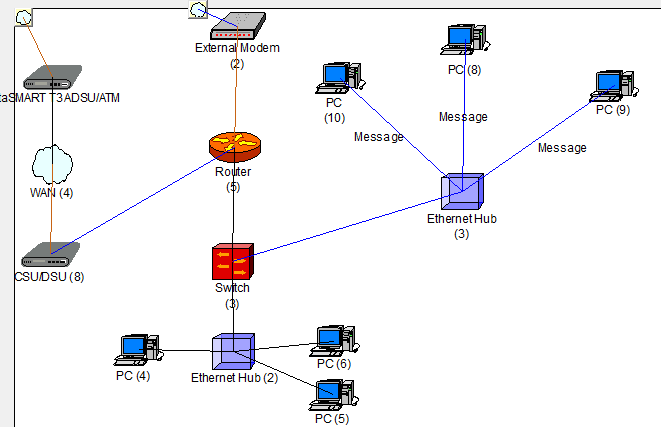 External Modem
(2)
PC (8)
PC
(10)
PC (9)
taSMART T3 ADSU/ATM
Message
Message
Message
Router
(5)
WAN (4)
Ethernet Hub
(3)
CSU/DSU (8)
Switch
(3)
PC (4)
Ethernet Hub (2)
PC (6)
PC (5)